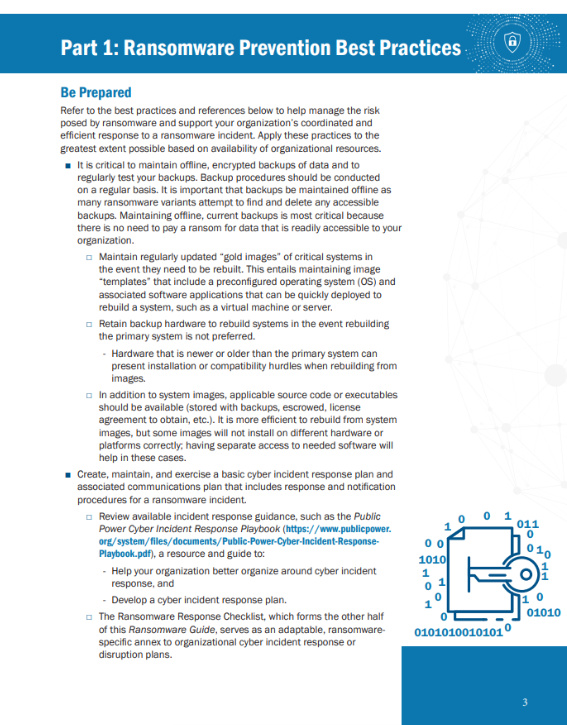 Part 1: Ransomware Prevention Best Practices
Be Prepared
Refer to the best practices and references below to help manage the risk
posed by ransomware and support your organization's coordinated and
efficient response to a ransomware incident. Apply these practices to the
greatest extent possible based on availability of organizational resources.
■ It is critical to maintain offline, encrypted backups of data and to
regularly test your backups. Backup procedures should be conducted
on a regular basis. It is important that backups be maintained offline as
many ransomware variants attempt to find and delete any accessible
backups. Maintaining offline, current backups is most critical because
there is no need to pay a ransom for data that is readily accessible to your
organization.
□ Maintain regularly updated “gold images” of critical systems in
the event they need to be rebuilt. This entails maintaining image
“templates” that include a preconfigured operating system (OS) and
associated software applications that can be quickly deployed to
rebuild a system, such as a virtual machine or server.
□ Retain backup hardware to rebuild systems in the event rebuilding
the primary system is not preferred.
- Hardware that is newer or older than the primary system can
present installation or compatibility hurdles when rebuilding from
images.
□ In addition to system images, applicable source code or executables
should be available (stored with backups, escrowed, license
agreement to obtain, etc.). It is more efficient to rebuild from system
images, but some images will not install on different hardware or
platforms correctly; having separate access to needed software will
help in these cases.
■ Create, maintain, and exercise a basic cyber incident response plan and
associated communications plan that includes response and notification
procedures for a ransomware incident.
□ Review available incident response guidance, such as the Public
Power Cyber Incident Response Playbook (https://www.publicpower.
org/system/files/documents/Public-Power-Cyber-Incident-Response-
Playbook.pdf), a resource and guide to:
- Help your organization better organize around cyber incident
response, and
- Develop a cyber incident response plan.
□ The Ransomware Response Checklist, which forms the other half
of this Ransomware Guide, serves as an adaptable, ransomware-
specific annex to organizational cyber incident response or
disruption plans.
1 0 0 1 011
0
0 0 0 1 0
1010 1
1 1
0 1
1 0 1 0
0 01010
0101010010101 0
3